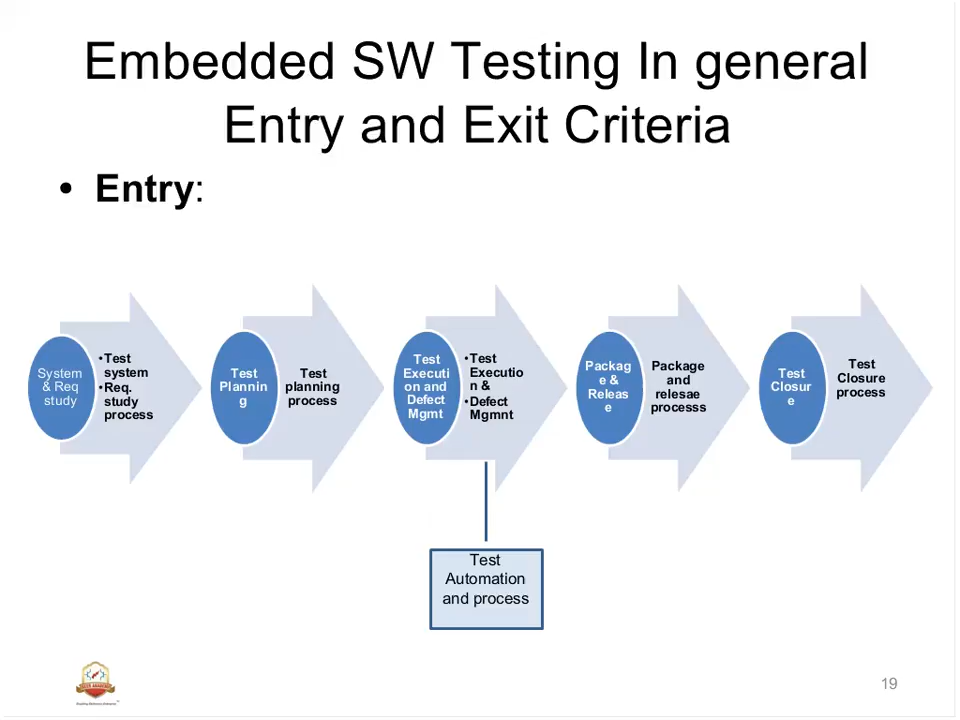 Embedded SW Testing In general
Entry and Exit Criteria
• Entry:
System
& Req
study
•Test
system
•Req.
study
process
Test
Plannin
g
Test
planning
process
Test
Executi
on and
Defect
Mgmt
•Test
Executio
n &
•Defect
Mgmnt
Packag
e &
Releas
e
Package
and
relesae
processs
Test
Closur
e
Test
Closure
process
Test
Automation
and process
19